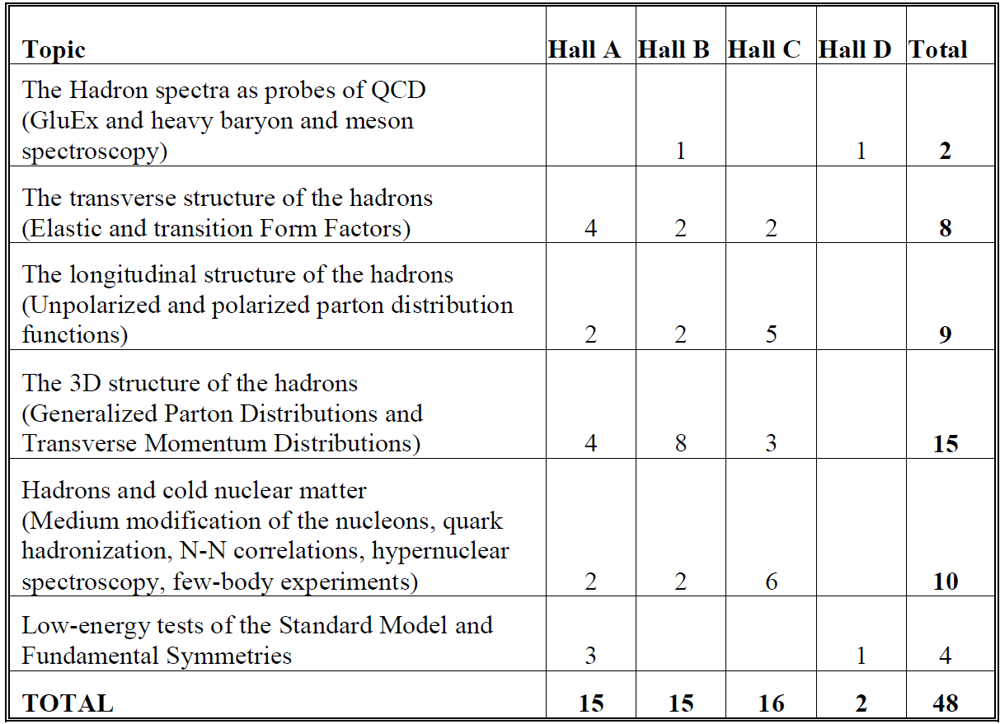 Topic Hall A Hall B Hall C Hall D Total
The Hadron spectra as probes of QCD
(GluEx and heavy baryon and meson
spectroscopy) 1 1 2
The transverse structure of the hadrons
(Elastic and transition Form Factors) 4 2 2 8
The longitudinal structure of the hadrons
(Unpolarized and polarized parton distribution
functions) 2 2 5 9
The 3D structure of the hadrons
(Generalized Parton Distributions and
Transverse Momentum Distributions) 4 8 3 15
Hadrons and cold nuclear matter
(Medium modification of the nucleons, quark
hadronization, N-N correlations, hypernuclear
spectroscopy, few-body experiments) 2 2 6 10
Low-energy tests of the Standard Model and
Fundamental Symmetries 3 1 4
TOTAL 15 15 16 2 48